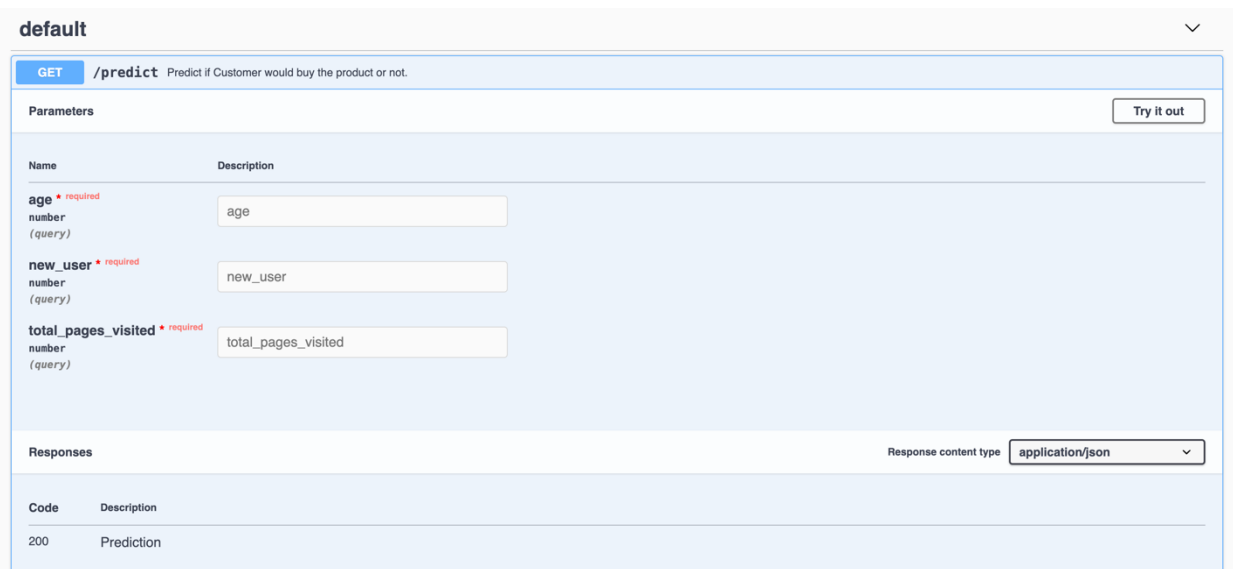 default
GET /predict Predict if Customer would buy the product or not.
Parameters Try it out
Name Description
age * required
number
(query)
age
new_user * required
number
(query)
new_user
total_pages_visited * required
number
(query)
total_pages_visited
Responses Response content type application/json
Code Description
200 Prediction